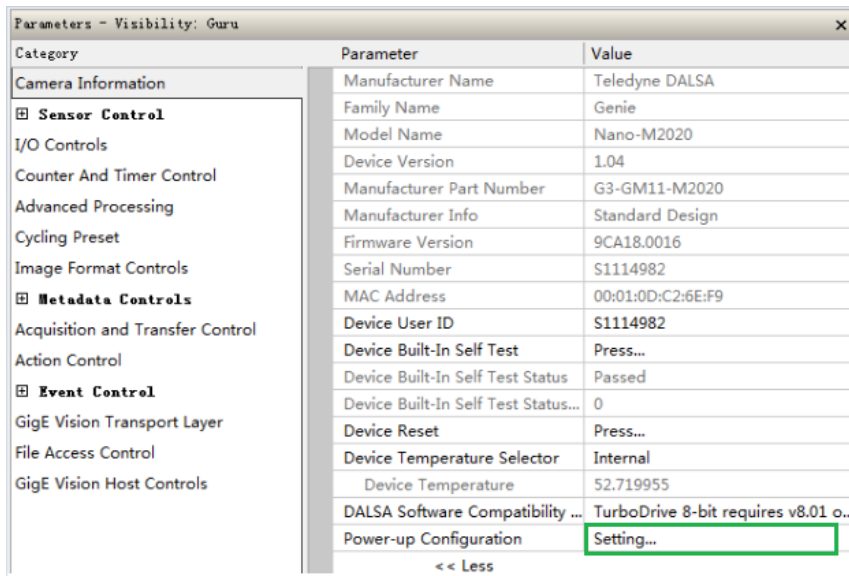 Parameters - Visibility: Guru
×
Category
Parameter Value
Camera Information
Manufacturer Name Teledyne DALSA
Family Name Genie
Sensor Control
Model Name Nano-M2020
I/O Controls
Device Version 1.04
Counter And Timer Control
Manufacturer Part Number G3-GM11-M2020
Advanced Processing
Manufacturer Info Standard Design
Cycling Preset
Firmware Version 9CA18.0016
Image Format Controls
Serial Number S1114982
Metadata Controls
MAC Address 00:01:0D:C2:6E:F9
Acquisition and Transfer Control
Device User ID S1114982
Action Control
Device Built-In Self Test Press...
Device Built-In Self Test Status Passed
Event Control
Device Built-In Self Test Status... 0
GigE Vision Transport Layer
Device Reset Press...
File Access Control
Device Temperature Selector Internal
GigE Vision Host Controls
Device Temperature 52.719955
DALSA Software Compatibility ... TurboDrive 8-bit requires v8.01 o..
Power-up Configuration Setting...
<< Less